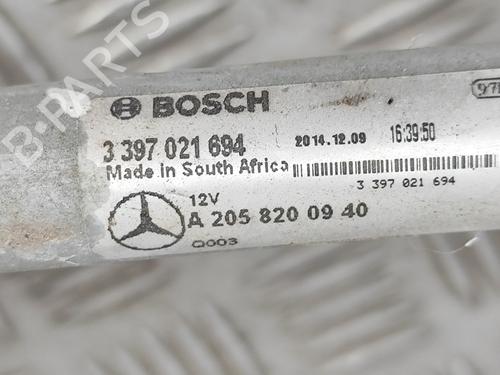 BOSCH
3 397 021 694 2014.12.09 16:39:50
Made in South Africa
3 397 021 694
12V
A 205 820 09 40
Q003
B-PARTS